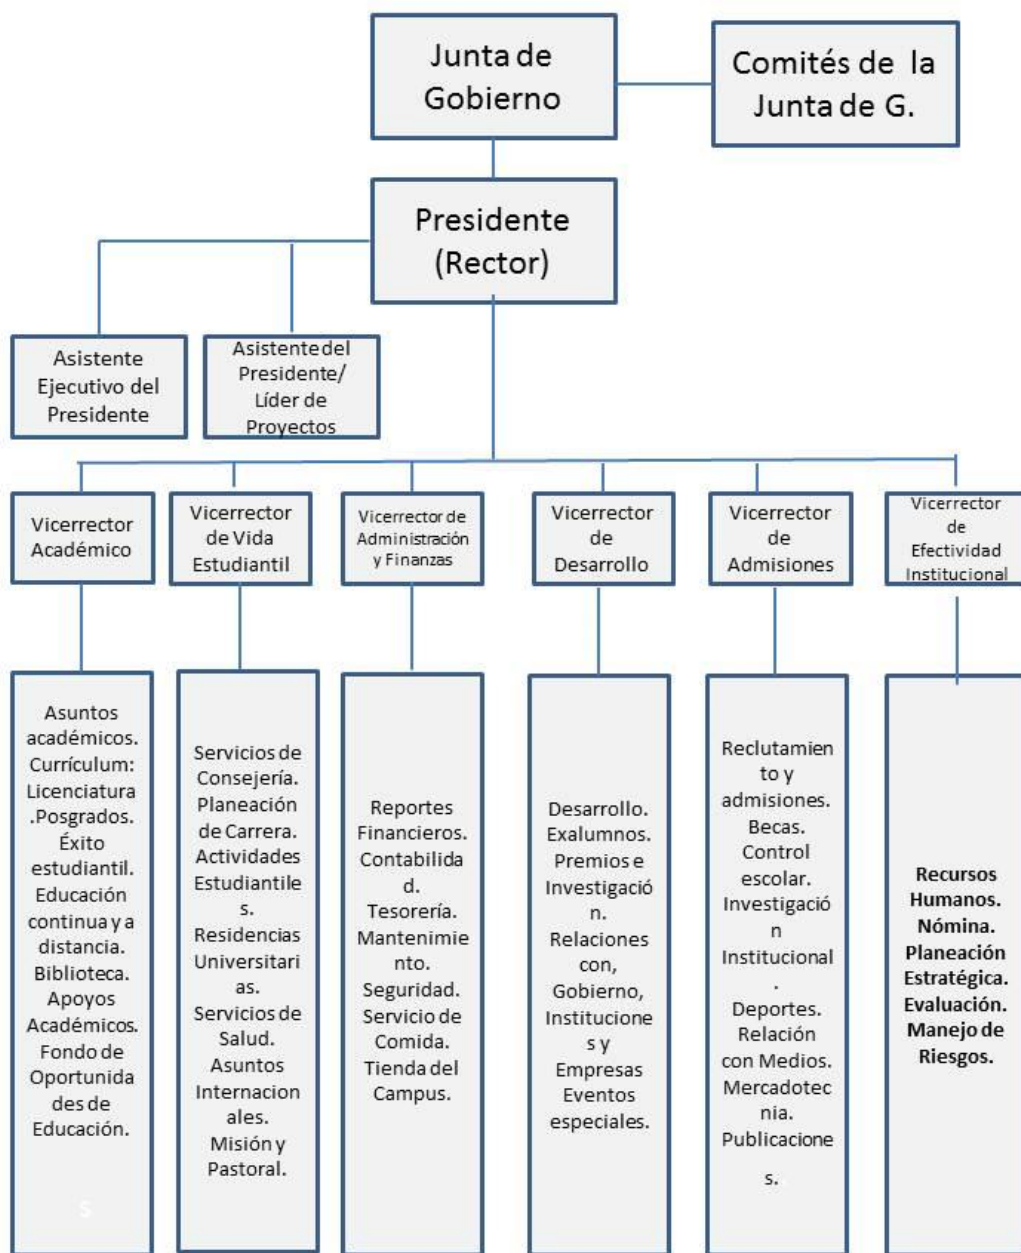 Junta de
Gobierno
Comités de la
Junta de G.
Presidente
(Rector)
Asistente
Ejecutivo del
Presidente
Asistente del
Presidente/
Líder de
Proyectos
Vicerrector
Académico
Vicerrector
de Vida
Estudiantil
Vicerrector de
Administración
y Finanzas
Vicerrector
de
Desarrollo
Vicerrector
de
Admisiones
Vicerrector
de
Efectividad
Institucional
Asuntos
académicos.
Currículum:
Licenciatura
.Posgrados.
Éxito
estudiantil.
Educación
continua y a
distancia.
Biblioteca.
Apoyos
Académicos.
Fondo de
Oportunida
des de
Educación.
s
Servicios de
Consejería.
Planeación
de Carrera.
Actividades
Estudiantile
s.
Residencias
Universitari
as.
Servicios de
Salud.
Asuntos
Internacion
ales.
Misión y
Pastoral.
Reportes
Financieros.
Contabilida
d.
Tesorería.
Mantenimie
nto.
Seguridad.
Servicio de
Comida.
Tienda del
Campus.
Desarrollo.
Exalumnos.
Premios e
Investigació
n.
Relaciones
con,
Gobierno,
Institucione
s y
Empresas
Eventos
especiales.
Reclutamien
to y
admisiones.
Becas.
Control
escolar.
Investigació
n
Institucional
.
Deportes.
Relación
con Medios.
Mercadotec
nia.
Publicacione
s.
Recursos
Humanos.
Nómina.
Planeación
Estratégica.
Evaluación.
Manejo de
Riesgos.